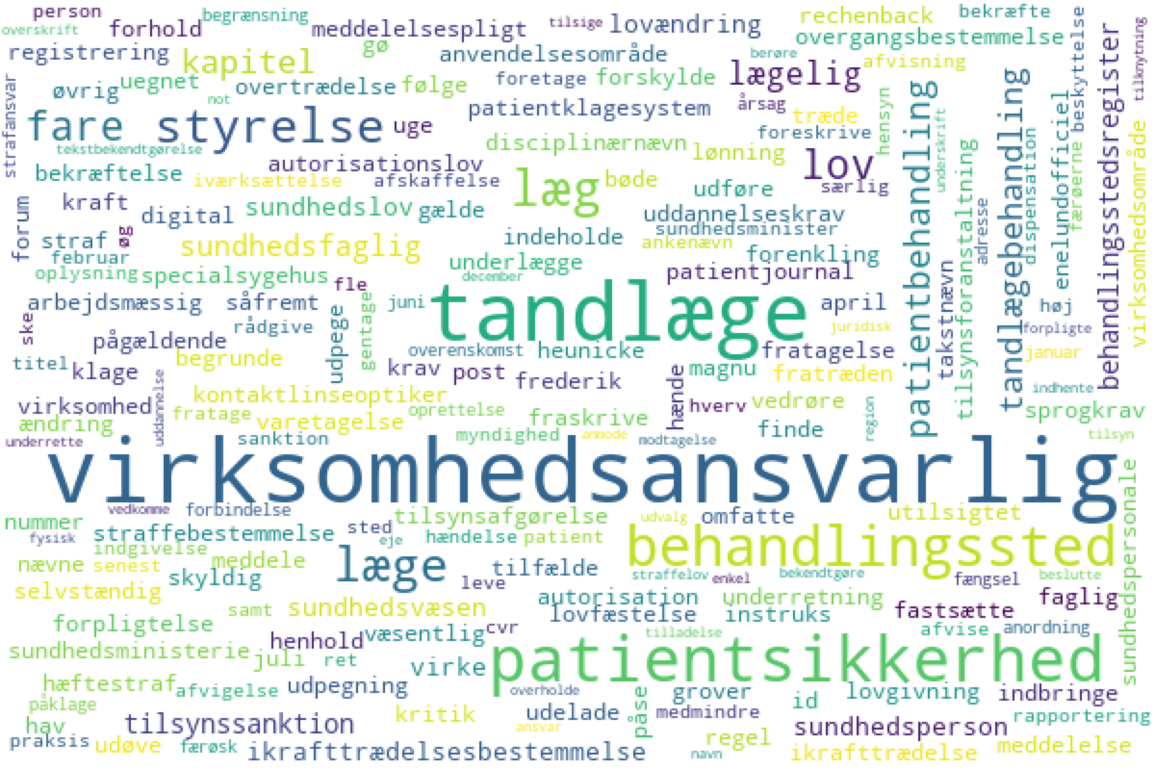 person
begrænsning
meddelelsespligt
tilsige
lovændring
rechenback
bekræfte
overskrift
forhold
gø
overgangsbestemmelse
tilknytning
registrering
kapitel
anvendelsesområde
berøre
afvisning
øvrig
uegnet
overtrædelse
følge
foretage
forskylde
lægelig
hensyn
beskyttelse
strafansvar
not
patientklagesystem
årsag
træde
fare
styrelse
uge
foreskrive
underskrift
behandlingsstedsregister
tekstbekendtgørelse
disciplinærnævn
lønning
lov
patientbehandling
tandlægebehandling
enelundofficiel
dispensation
færøerne
virksomhedsområde
bekræftelse
autorisationslov
iværksættelse
afskaffelse
læg
bøde
udføre
særlig
tilsynsforanstaltning
kraft
digital
sundhedslov
gælde
uddannelseskrav
adresse
forum
straf
øg
sundhedsfaglig
indeholde
sundhedsminister
ankenævn
februar
forenkling
oplysning
specialsygehus
underlægge
patientjournal
takstnævn
december
fle
arbejdsmæssig
såfremt
gentage
juni
tandlæge
april
høj
ske
rådgive
udpege
juridisk
forpligte
pågældende
overenskomst
heunicke
fratagelse
januar
titel
klage
begrunde
krav
post
frederik
magnu
fratræden
indhente
kontaktlinseoptiker
hænde
virksomhed
uddannelse
fratage
varetagelse
oprettelse
fraskrive
hverv
vedrøre
region
sprogkrav
ændring
underrette
sanktion
myndighed
anmode
modtagelse
finde
tilsyn
virksomhedsansvarlig
vedkomme
forbindelse
nummer
fysisk
straffebestemmelse
sted
tilsynsafgørelse
udvalg
omfatte
utilsigtet
sundhedspersonale
indgivelse
eje
hændelse
patient
behandlingssted
nævne
senest
meddele
læge
tilfælde
straffelov
enkel
bekendtgøre
fængsel
beslutte
selvstændig
skyldig
leve
autorisation
underretning
faglig
samt
sundhedsvæsen
lovfæstelse
instruks
fastsætte
forpligtelse
henhold
væsentlig
cvr
tilladelse
afvise
anordning
sundhedsministerie
juli
ret
virke
patientsikkerhed
hæftestraf
afvigelse
udpegning
overholde
påse
grover
id
lovgivning
indbringe
påklage
hav
tilsynssanktion
kritik
udelade
medmindre
sundhedsperson
rapportering
praksis
udøve
færøsk
ikrafttrædelsesbestemmelse
ansvar
navn
regel
ikrafttrædelse
meddelelse